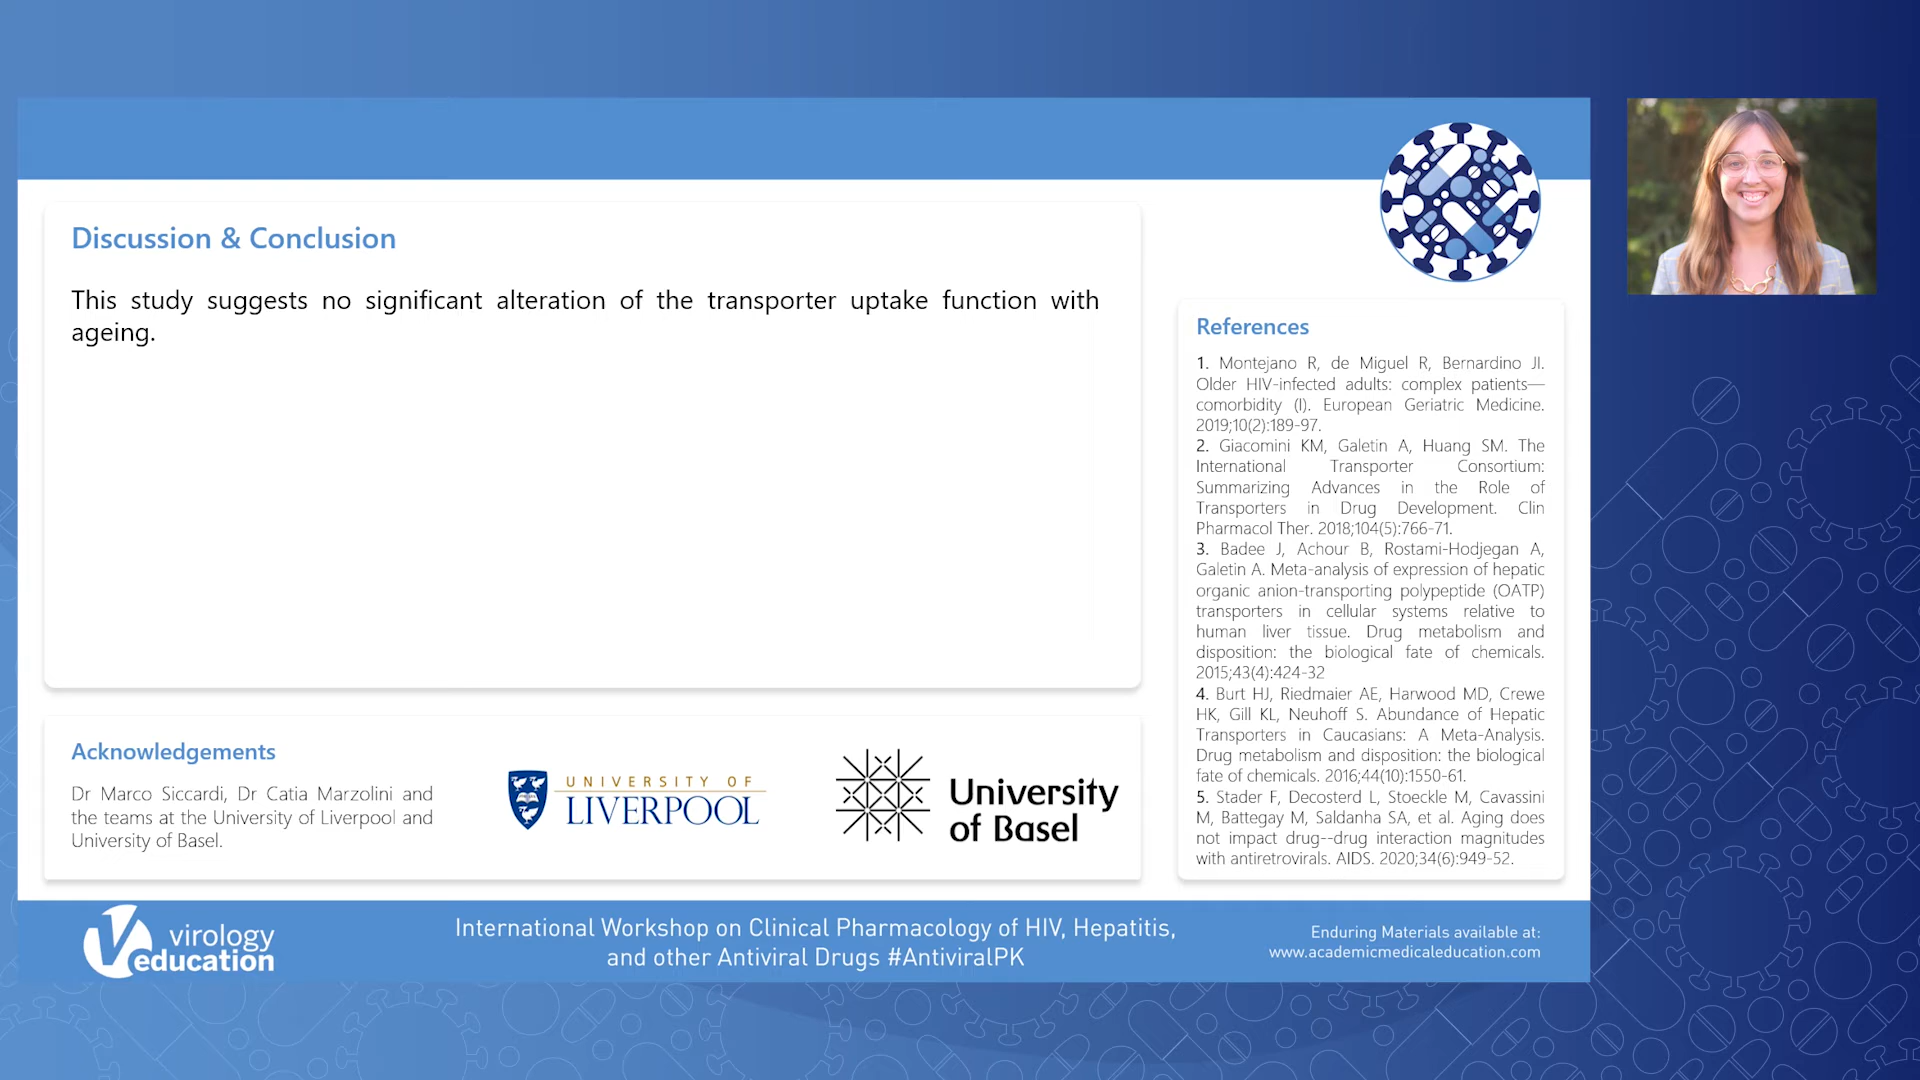 Discussion & Conclusion
This study suggests no significant alteration of the transporter uptake function with
ageing.
References
1. Montejano R, de Miguel R, Bernardino JI.
Older HIV-infected adults: complex patients—
comorbidity (I). European Geriatric Medicine.
2019;10(2):189-97.
2. Giacomini KM, Galetin A, Huang SM. The
International Transporter Consortium:
Summarizing Advances in the Role of
Transporters in Drug Development. Clin
Pharmacol Ther. 2018;104(5):766-71.
3. Badee J, Achour B, Rostami-Hodjegan A,
Galetin A. Meta-analysis of expression of hepatic
organic anion-transporting polypeptide (OATP)
transporters in cellular systems relative to
human liver tissue. Drug metabolism and
disposition: the biological fate of chemicals.
2015;43(4):424-32
4. Burt HJ, Riedmaier AE, Harwood MD, Crewe
HK, Gill KL, Neuhoff S. Abundance of Hepatic
Transporters in Caucasians: A Meta-Analysis.
Drug metabolism and disposition: the biological
fate of chemicals. 2016;44(10):1550-61.
5. Stader F, Decosterd L, Stoeckle M, Cavassini
M, Battegay M, Saldanha SA, et al. Aging does
not impact drug--drug interaction magnitudes
with antiretrovirals. AIDS. 2020;34(6):949-52.
Acknowledgements
Dr Marco Siccardi, Dr Catia Marzolini and
the teams at the University of Liverpool and
University of Basel.
UNIVERSITY OF
LIVERPOOL
University
of Basel
virology
education
International Workshop on Clinical Pharmacology of HIV, Hepatitis,
and other Antiviral Drugs #AntiviralPK
Enduring Materials available at:
www.academicmedicaleducation.com